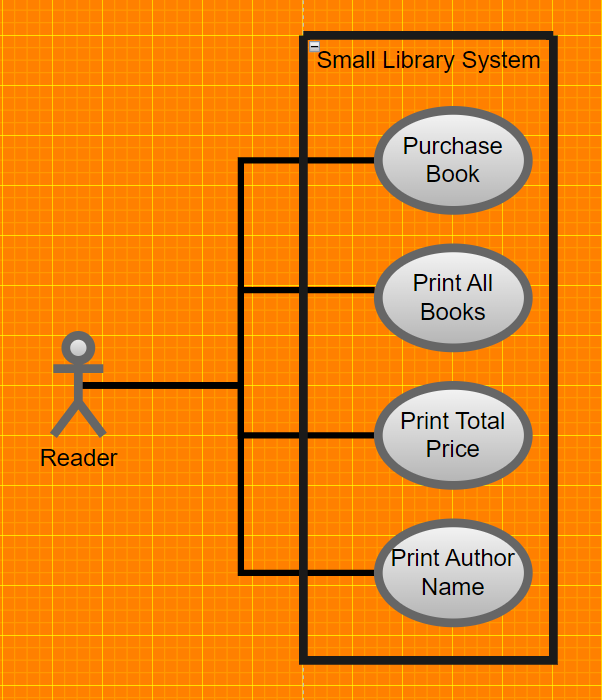 Small Library System
Purchase
Book
Print All
Books
Print Total
Price
Reader
Print Author
Name